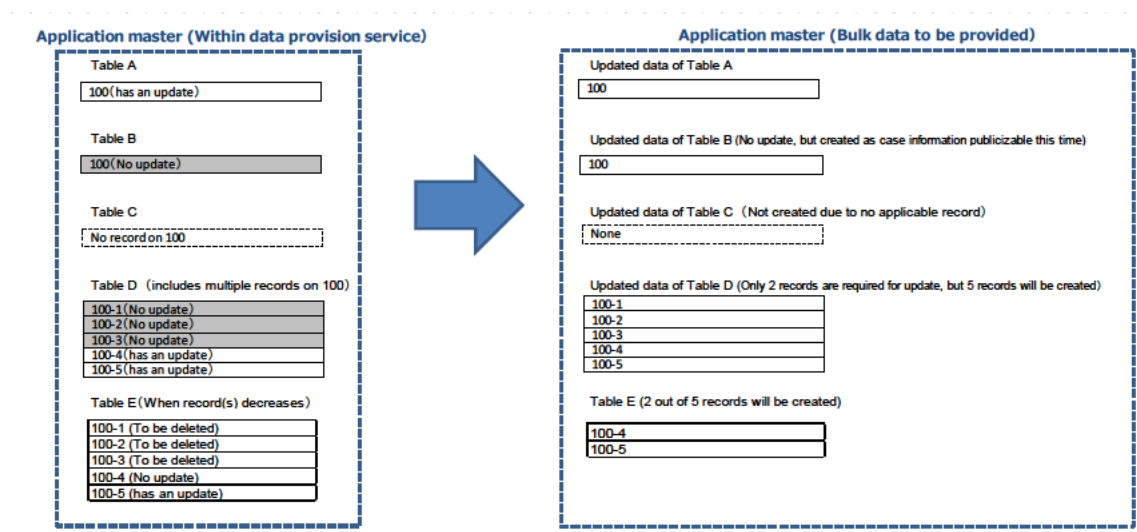 Application master (Within data provision service)
Table A
100(has an update)
Table B
100(No update)
Table C
No record on 100
Table D (includes multiple records on 100)
100-1(No update)
100-2(No update)
100-3(No update)
100-4(has an update)
100-5(has an update)
Table E(When record(s) decreases)
100-1 (To be deleted)
100-2 (To be deleted)
100-3 (To be deleted)
100-4 (No update)
100-5 (has an update)
Application master (Bulk data to be provided)
Updated data of Table A
100
Updated data of Table B (No update, but created as case information publicizable this time)
100
Updated data of Table C (Not created due to no applicable record)
None
Updated data of Table D (Only 2 records are required for update, but 5 records will be created)
100-1
100-2
100-3
100-4
100-5
Table E (2 out of 5 records will be created)
100-4
100-5